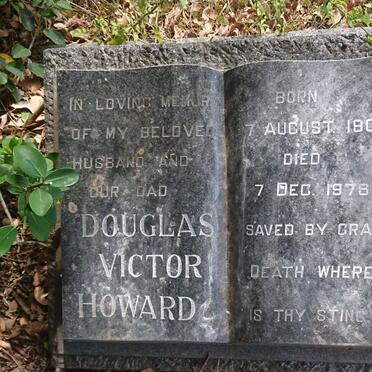 IN LOVING MEMOR
OF MY BELOVED
HUSBAND AND
OUR DAD
DOUGLAS
VICTOR
HOWARD
BORN
7 AUGUST 190
DIED
7 DEC. 1976
SAVED BY GRA
DEATH WHERE
IS THY STING